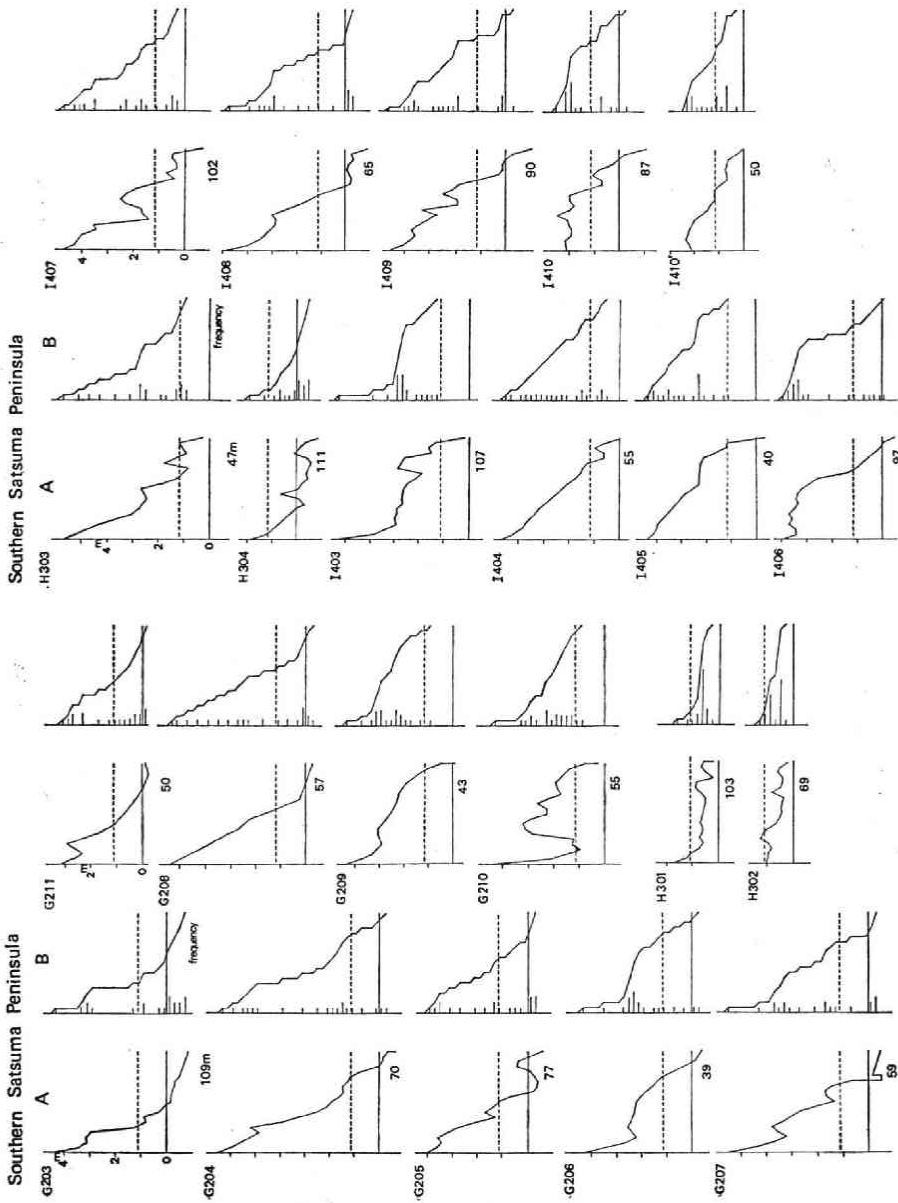 Southern Satsuma Peninsula
A B
G203
m
4
2
0
109m
frequency
G204
70
G205
77
G206
39
G207
59
G211
m
2
0
50
G208
57
G209
43
G210
55
H301
103
H302
69
Southern Satsuma Peninsula
A B
H303
m
4
2
0
47m
frequency
H304
111
I403
107
I404
55
I405
40
I406
97
I407
4
2
0
102
I408
65
I409
90
I410
87
I410'
50